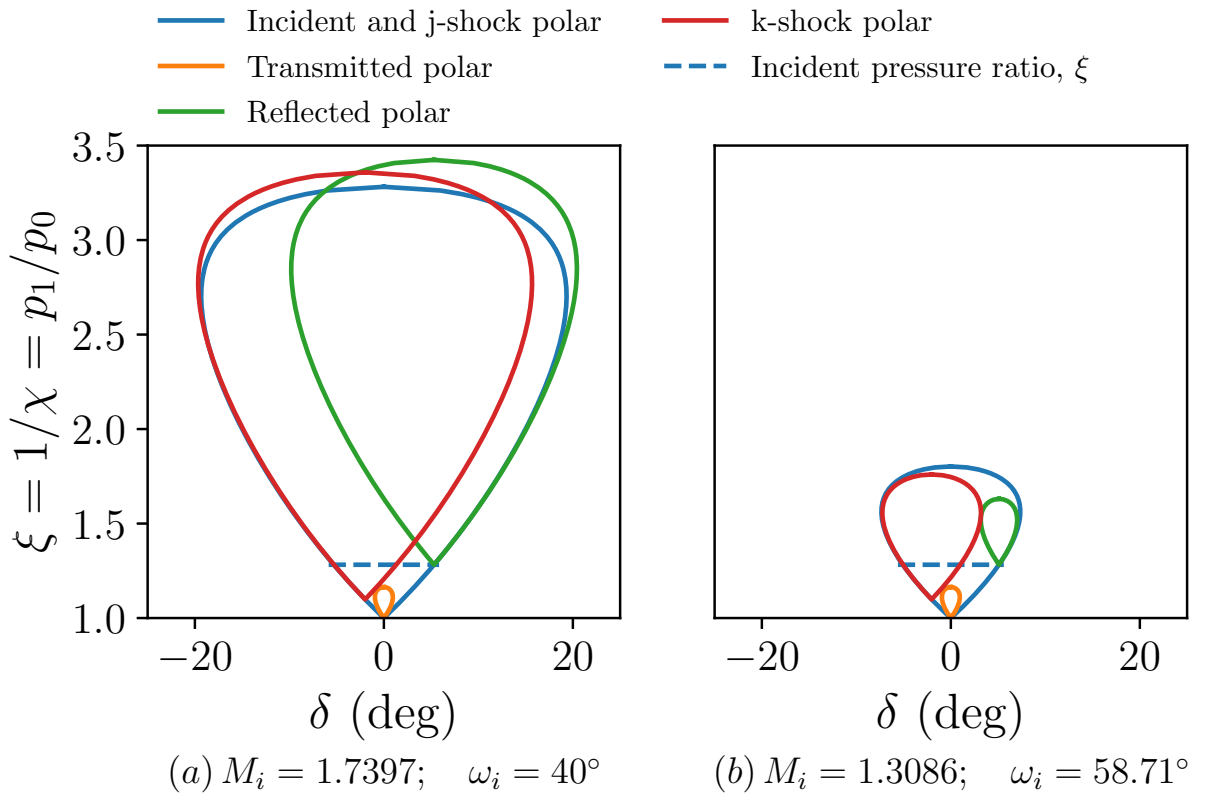 Incident and j-shock polar
Transmitted polar
Reflected polar
k-shock polar
Incident pressure ratio, ξ
ξ = 1/χ = p₁/p₀
3.5
3.0
2.5
2.0
1.5
1.0
−20 0 20
δ (deg)
(a) Mᵢ = 1.7397; ωᵢ = 40°
−20 0 20
δ (deg)
(b) Mᵢ = 1.3086; ωᵢ = 58.71°